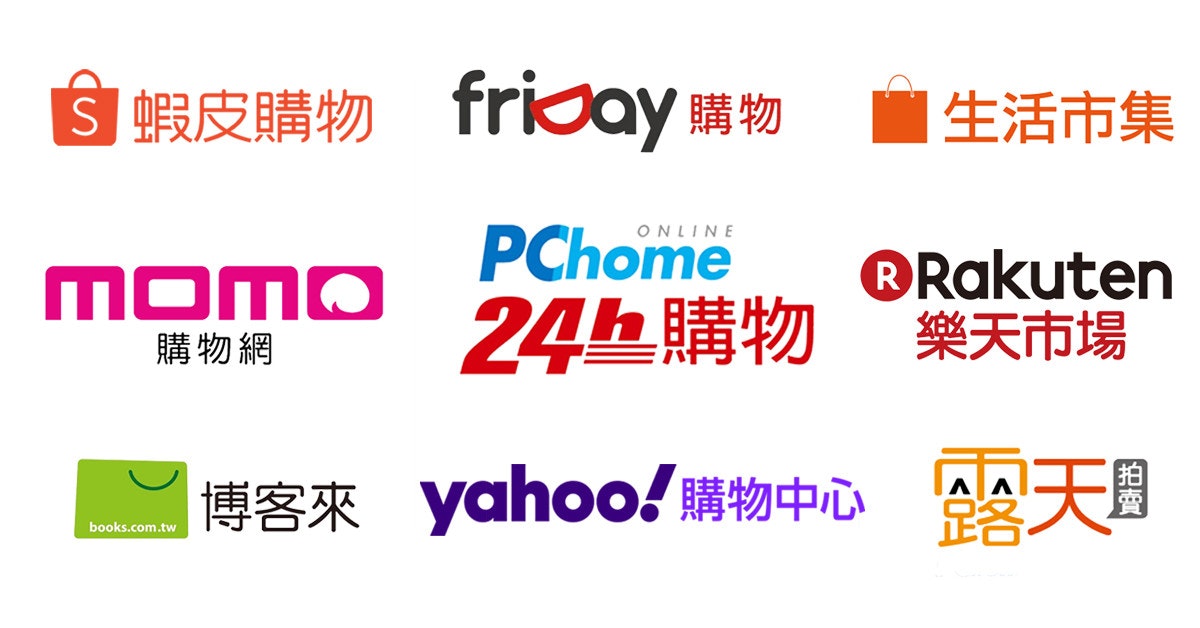 S 蝦皮購物
friDay 購物
生活市集
momo
購物網
ONLINE
PChome
24h購物
R Rakuten
樂天市場
books.com.tw
博客來
yahoo! 購物中心
露天拍賣